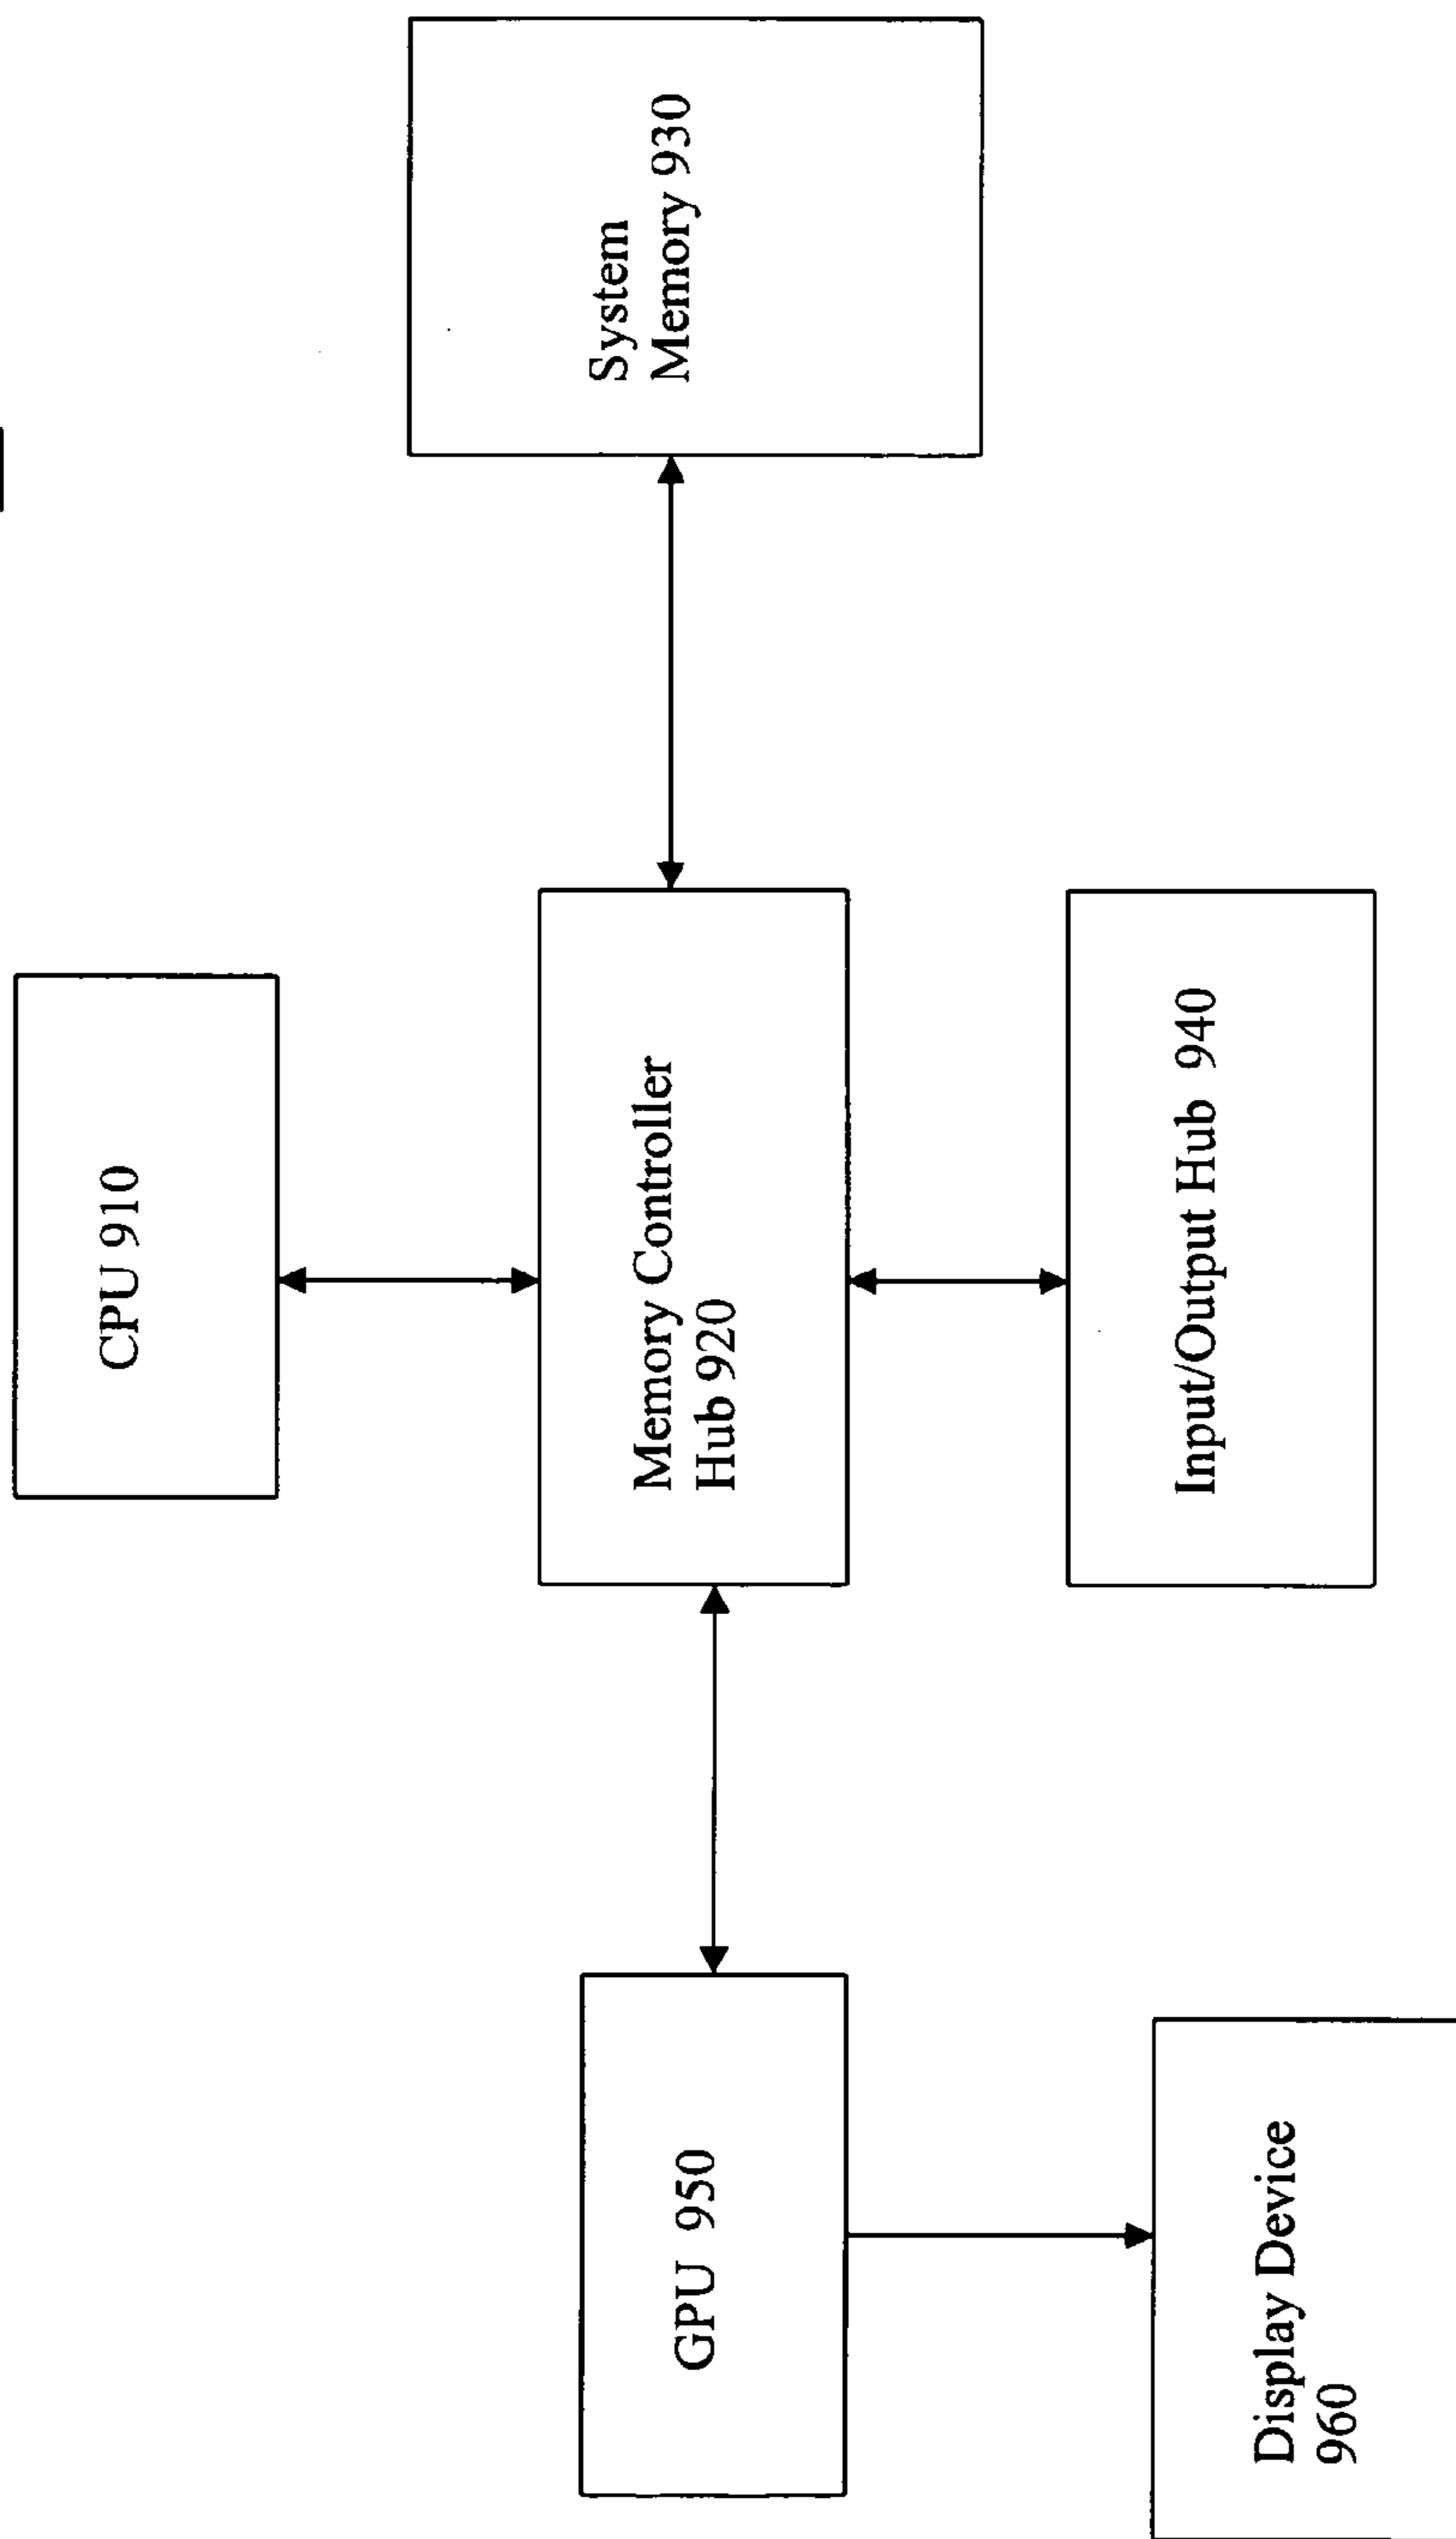 CPU 910
System
Memory 930
Memory Controller
Hub 920
GPU 950
Input/Output Hub 940
Display Device
960